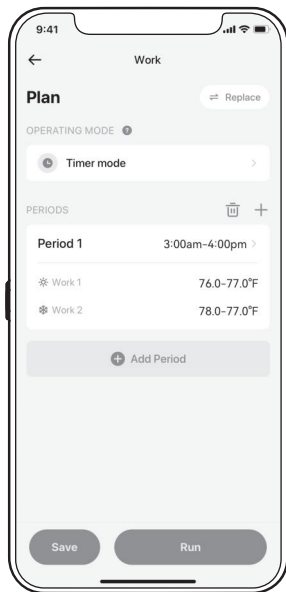 9:41
Work
Plan
Replace
OPERATING MODE ?
Timer mode
PERIODS
Period 1 3:00am-4:00pm
Work 1 76.0-77.0°F
Work 2 78.0-77.0°F
Add Period
Save Run